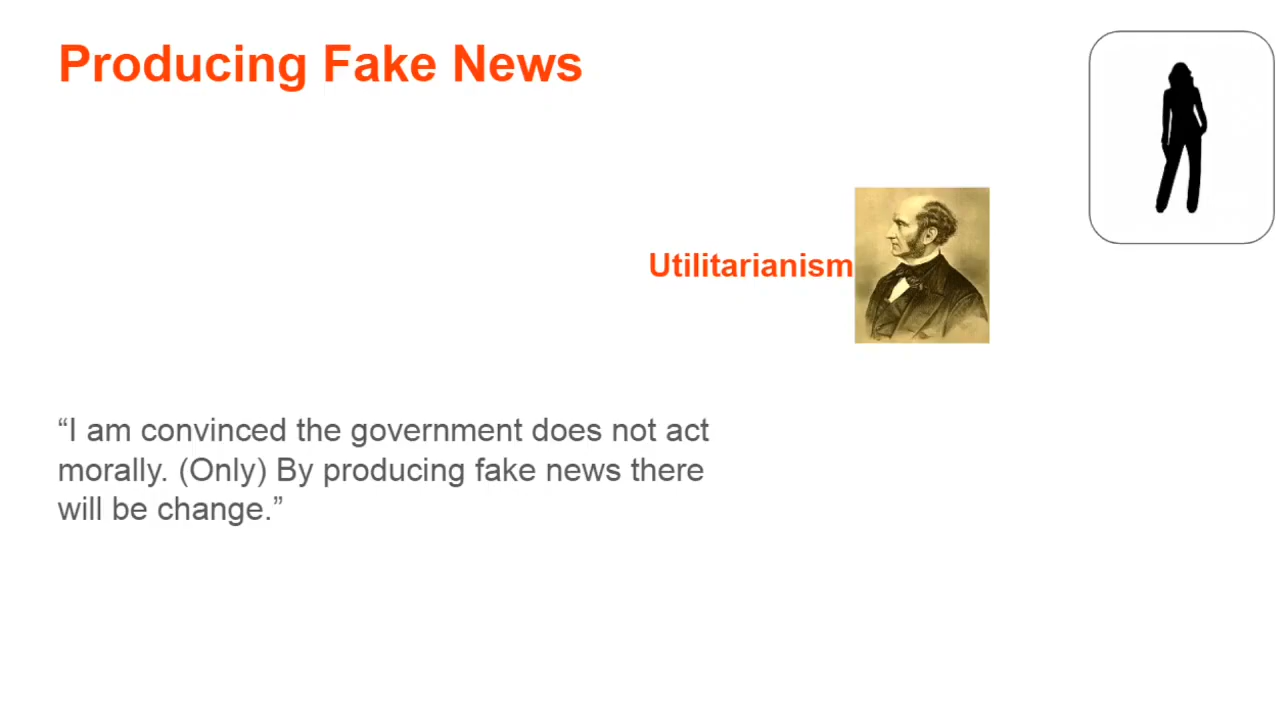 Producing Fake News
Utilitarianism
“I am convinced the government does not act
morally. (Only) By producing fake news there
will be change.”